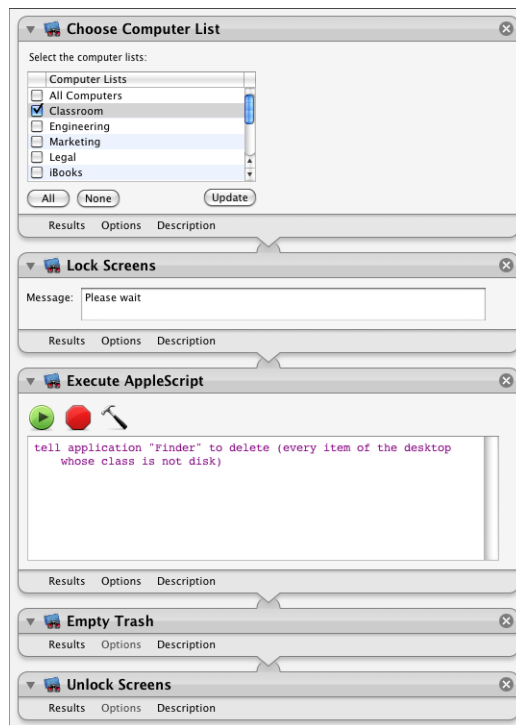 Choose Computer List
Select the computer lists:
Computer Lists
All Computers
Classroom
Engineering
Marketing
Legal
iBooks
All None Update
Results Options Description
Lock Screens
Message: Please wait
Results Options Description
Execute AppleScript
tell application "Finder" to delete (every item of the desktop
whose class is not disk)
Results Options Description
Empty Trash
Results Options Description
Unlock Screens
Results Options Description